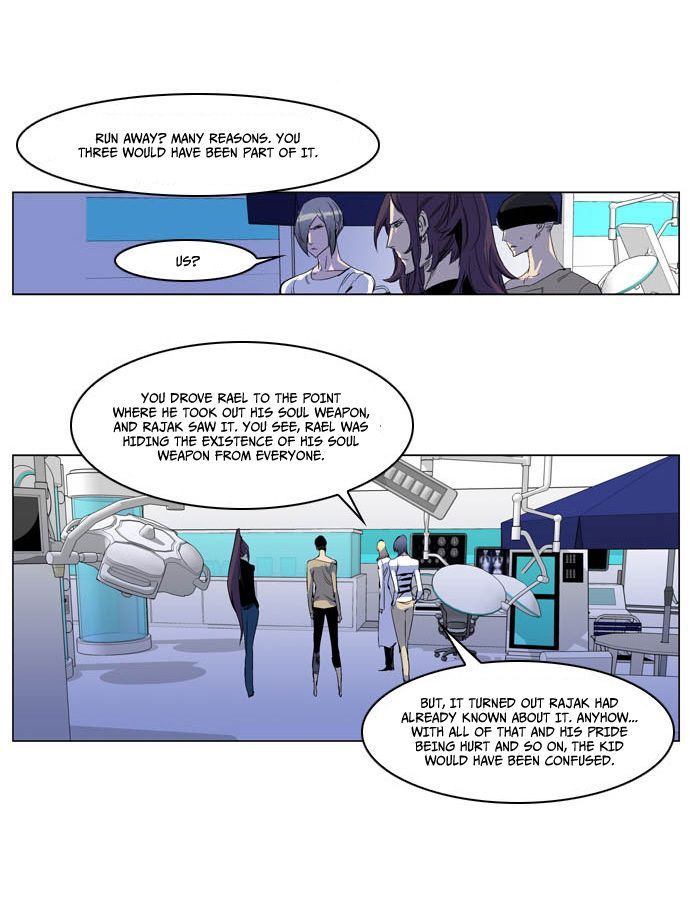 RUN AWAY? MANY REASONS. YOU
THREE WOULD HAVE BEEN PART OF IT.
US?
YOU DROVE RAEL TO THE POINT
WHERE HE TOOK OUT HIS SOUL WEAPON,
AND RAJAK SAW IT. YOU SEE, RAEL WAS
HIDING THE EXISTENCE OF HIS SOUL
WEAPON FROM EVERYONE.
BUT, IT TURNED OUT RAJAK HAD
ALREADY KNOWN ABOUT IT. ANYHOW...
WITH ALL OF THAT AND HIS PRIDE
BEING HURT AND SO ON, THE KID
WOULD HAVE BEEN CONFUSED.